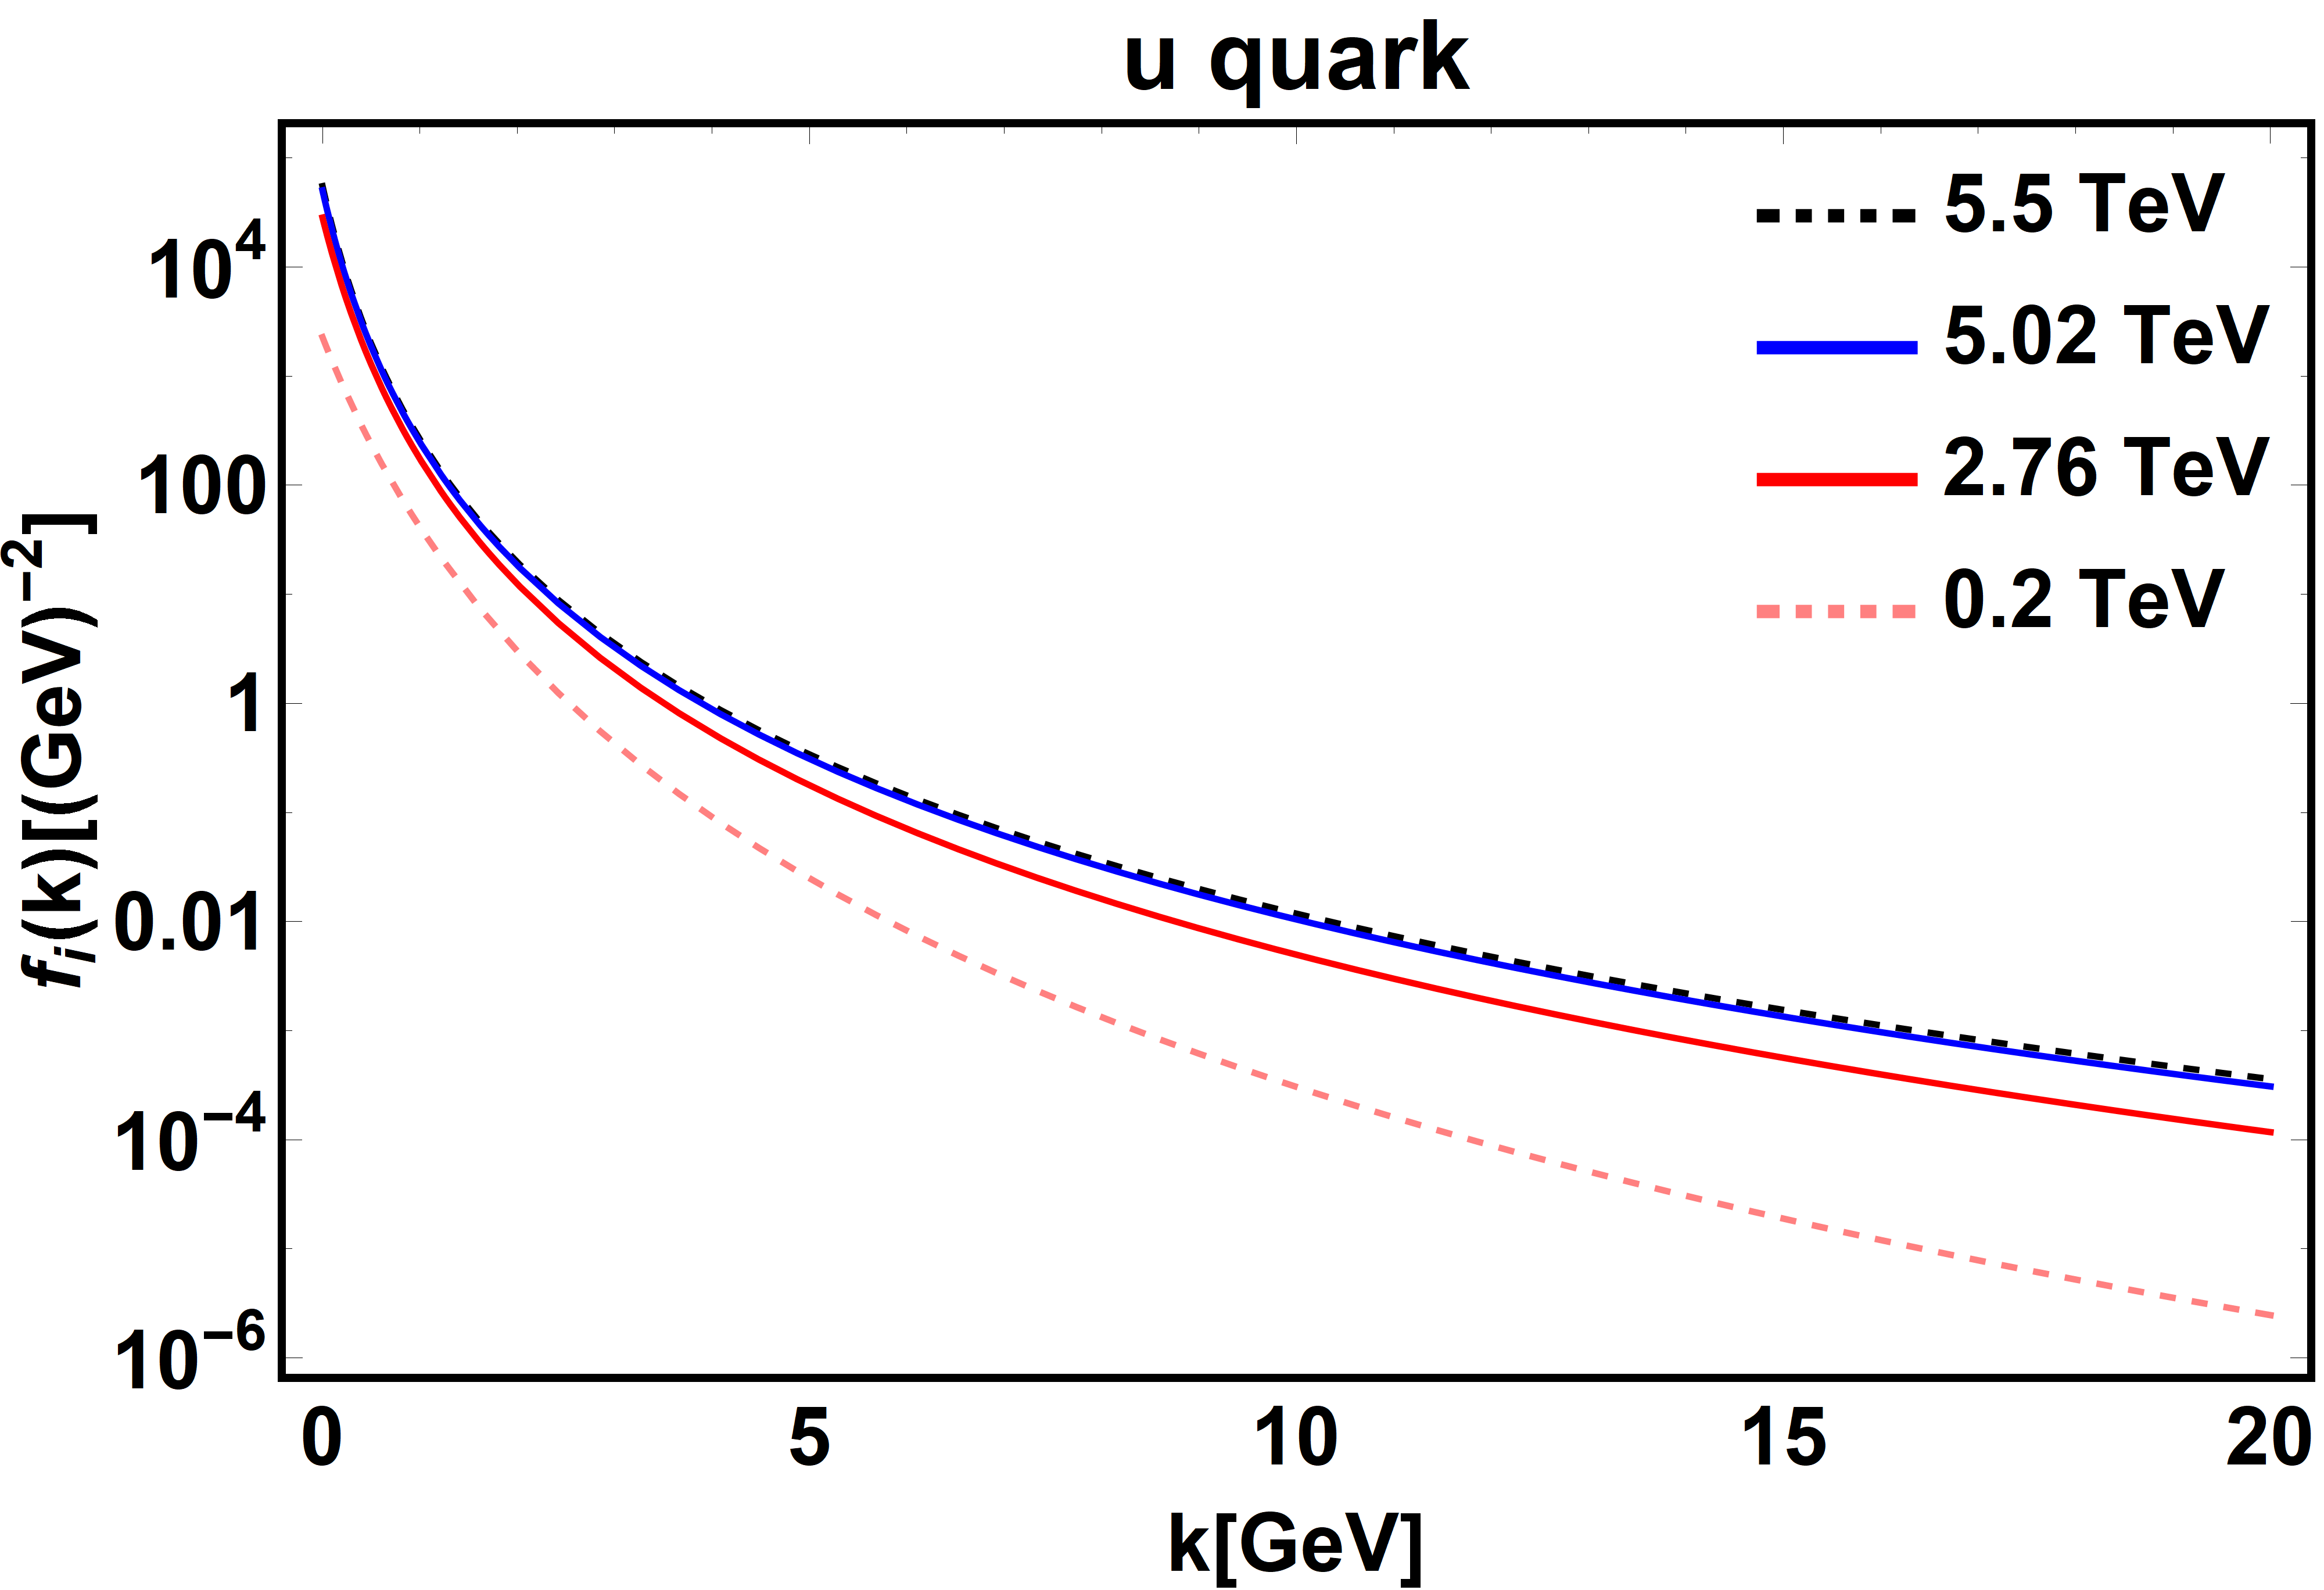 u quark
f_i(k)[(GeV)^−2]
10^4
100
1
0.01
10^−4
10^−6
5.5 TeV
5.02 TeV
2.76 TeV
0.2 TeV
0 5 10 15 20
k[GeV]